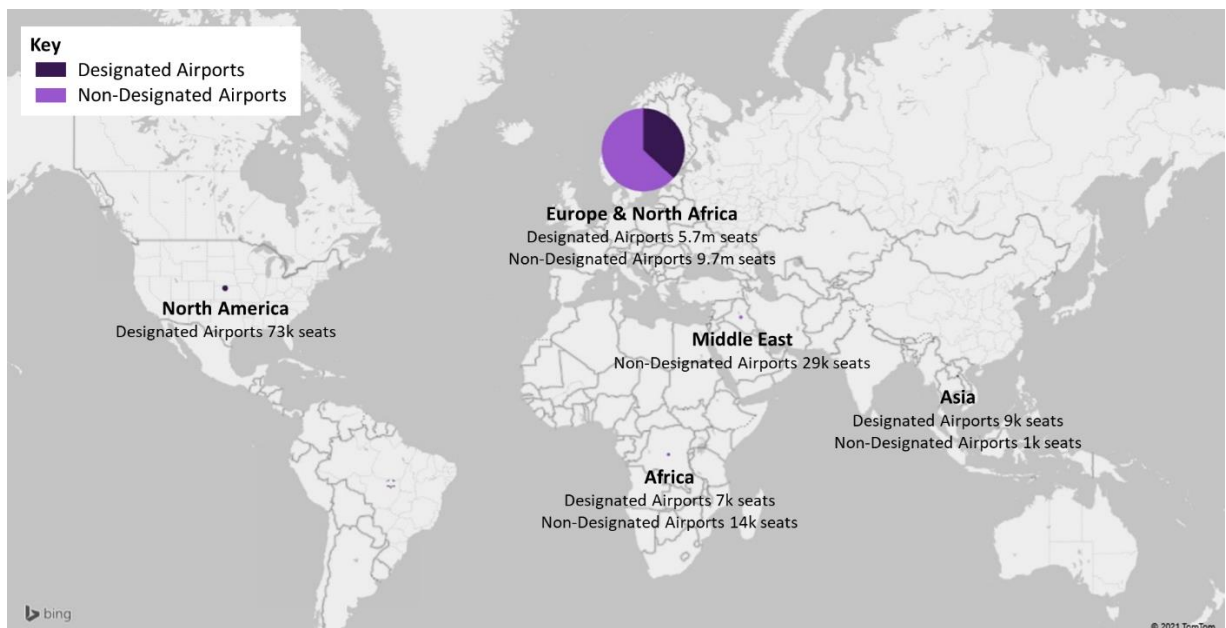 Key
Designated Airports
Non-Designated Airports
Europe & North Africa
Designated Airports 5.7m seats
Non-Designated Airports 9.7m seats
North America
Designated Airports 73k seats
Middle East
Non-Designated Airports 29k seats
Asia
Designated Airports 9k seats
Non-Designated Airports 1k seats
Africa
Designated Airports 7k seats
Non-Designated Airports 14k seats
bing
© 2021 TomTom